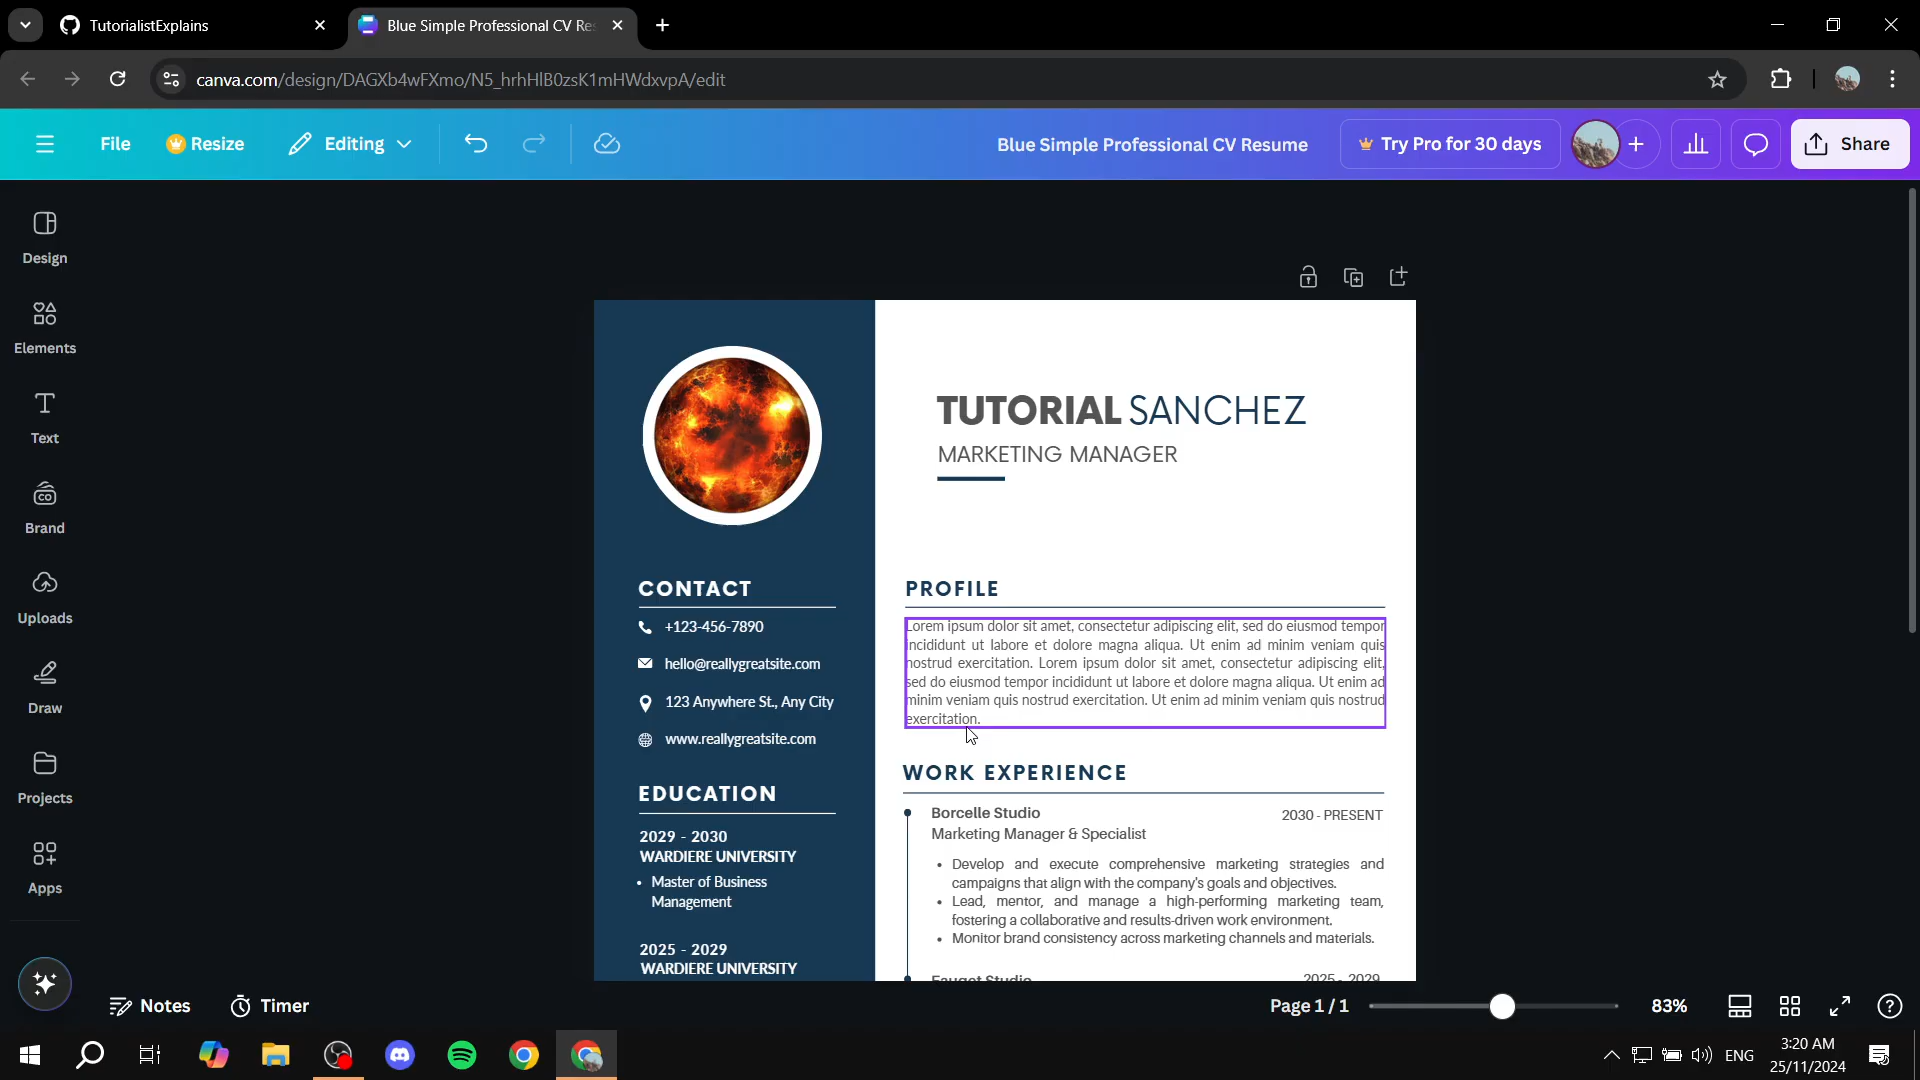 TutorialistExplains
Blue Simple Professional CV Res
canva.com/design/DAGXb4wFXmo/N5_hrhHlB0zsK1mHWdxvpA/edit
File
Resize
Editing
Blue Simple Professional CV Resume
Try Pro for 30 days
Share
Design
Elements
Text
Brand
Uploads
Draw
Projects
Apps
TUTORIAL SANCHEZ
MARKETING MANAGER
CONTACT
+123-456-7890
hello@reallygreatsite.com
123 Anywhere St., Any City
www.reallygreatsite.com
EDUCATION
2029 - 2030
WARDIERE UNIVERSITY
• Master of Business
Management
2025 - 2029
WARDIERE UNIVERSITY
PROFILE
Lorem ipsum dolor sit amet, consectetur adipiscing elit, sed do eiusmod tempor
incididunt ut labore et dolore magna aliqua. Ut enim ad minim veniam quis
nostrud exercitation. Lorem ipsum dolor sit amet, consectetur adipiscing elit,
sed do eiusmod tempor incididunt ut labore et dolore magna aliqua. Ut enim ad
minim veniam quis nostrud exercitation. Ut enim ad minim veniam quis nostrud
exercitation.
WORK EXPERIENCE
Borcelle Studio 2030 - PRESENT
Marketing Manager & Specialist
• Develop and execute comprehensive marketing strategies and
campaigns that align with the company's goals and objectives.
• Lead, mentor, and manage a high-performing marketing team,
fostering a collaborative and results-driven work environment.
• Monitor brand consistency across marketing channels and materials.
Fauget Studio 2025 - 2029
Notes
Timer
Page 1 / 1
83%
ENG
3:20 AM
25/11/2024